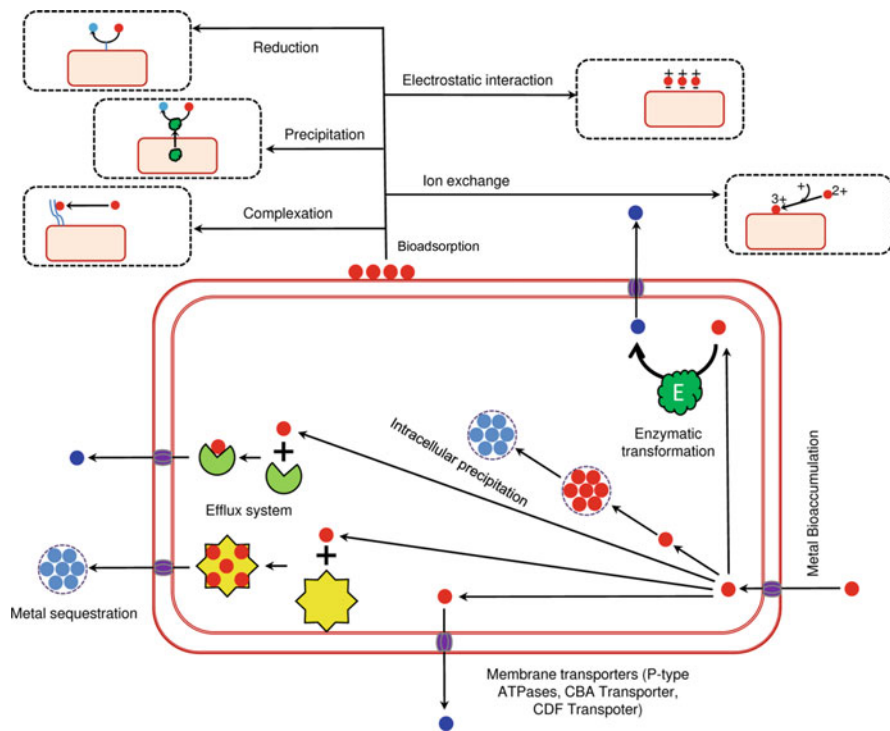 Reduction
Electrostatic interaction
+ + +
- - -
Precipitation
Ion exchange
+
3+
2+
Complexation
Bioadsorption
E
Enzymatic
transformation
Intracellular precipitation
Metal Bioaccumulation
+
Efflux system
+
Metal sequestration
Membrane transporters (P-type
ATPases, CBA Transporter,
CDF Transpoter)